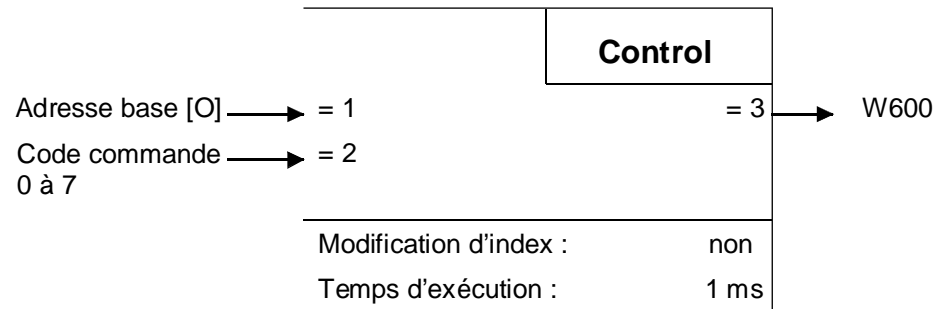 Control
Adresse base [O] = 1 = 3 W600
Code commande = 2
0 à 7
Modification d'index : non
Temps d'exécution : 1 ms